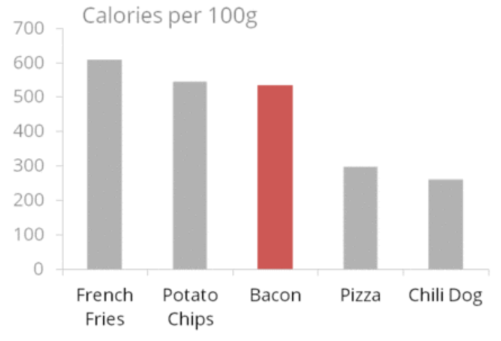 Calories per 100g
700
600
500
400
300
200
100
0
French Fries
Potato Chips
Bacon
Pizza
Chili Dog